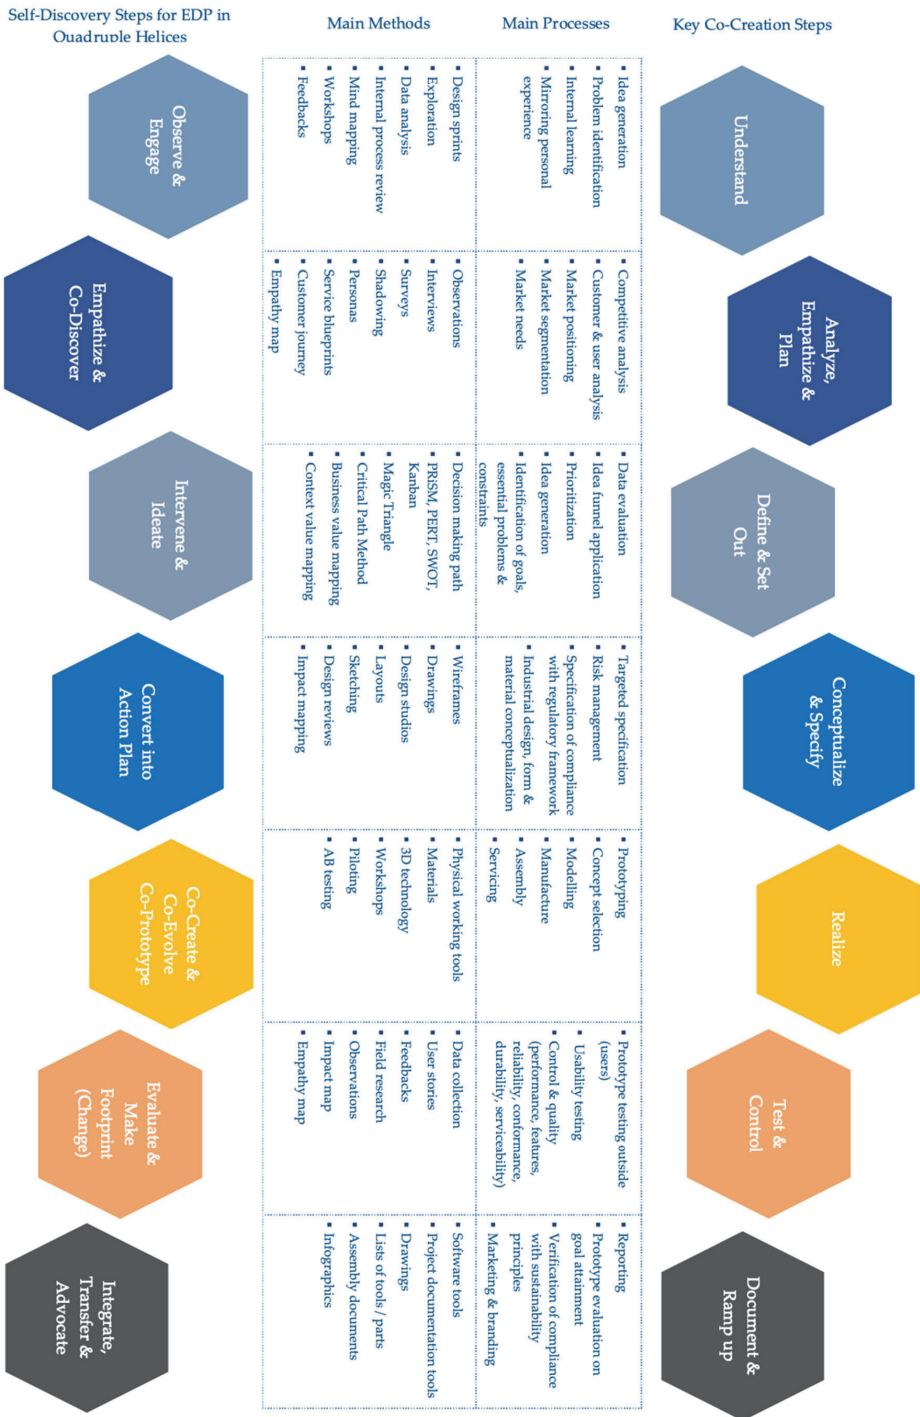 Key Co-Creation Steps
Understand
Analyze,
Empathize &
Plan
Define & Set
Out
Conceptualize
& Specify
Realize
Test &
Control
Document &
Ramp up
Main Processes
▪ Idea generation
▪ Problem identification
▪ Internal learning
▪ Mirroring personal
experience
▪ Competitive analysis
▪ Customer & user analysis
▪ Market positioning
▪ Market segmentation
▪ Market needs
▪ Data evaluation
▪ Idea funnel application
▪ Prioritization
▪ Idea generation
▪ Identification of goals,
essential problems &
constraints
▪ Targeted specification
▪ Risk management
▪ Specification of compliance
with regulatory framework
▪ Industrial design, form &
material conceptualization
▪ Prototyping
▪ Concept selection
▪ Modelling
▪ Manufacture
▪ Assembly
▪ Servicing
▪ Prototype testing outside
(users)
▪ Usability testing
▪ Control & quality
(performance, features,
reliability, conformance,
durability, serviceability)
▪ Reporting
▪ Prototype evaluation on
goal attainment
▪ Verification of compliance
with sustainability
principles
▪ Marketing & branding
Main Methods
▪ Design sprints
▪ Exploration
▪ Data analysis
▪ Internal process review
▪ Mind mapping
▪ Workshops
▪ Feedbacks
▪ Observations
▪ Interviews
▪ Surveys
▪ Shadowing
▪ Personas
▪ Service blueprints
▪ Customer journey
▪ Empathy map
▪ Decision making path
▪ PRiSM, PERT, SWOT,
Kanban
▪ Magic Triangle
▪ Critical Path Method
▪ Business value mapping
▪ Context value mapping
▪ Wireframes
▪ Drawings
▪ Design studios
▪ Layouts
▪ Sketching
▪ Design reviews
▪ Impact mapping
▪ Physical working tools
▪ Materials
▪ 3D technology
▪ Workshops
▪ Piloting
▪ AB testing
▪ Data collection
▪ User stories
▪ Feedbacks
▪ Field research
▪ Observations
▪ Impact map
▪ Empathy map
▪ Software tools
▪ Project documentation tools
▪ Drawings
▪ Lists of tools / parts
▪ Assembly documents
▪ Infographics
Self-Discovery Steps for EDP in
Quadruple Helices
Observe &
Engage
Empathize &
Co-Discover
Intervene &
Ideate
Convert into
Action Plan
Co-Create &
Co-Evolve
Co-Prototype
Evaluate &
Make
Footprint
(Change)
Integrate,
Transfer &
Advocate